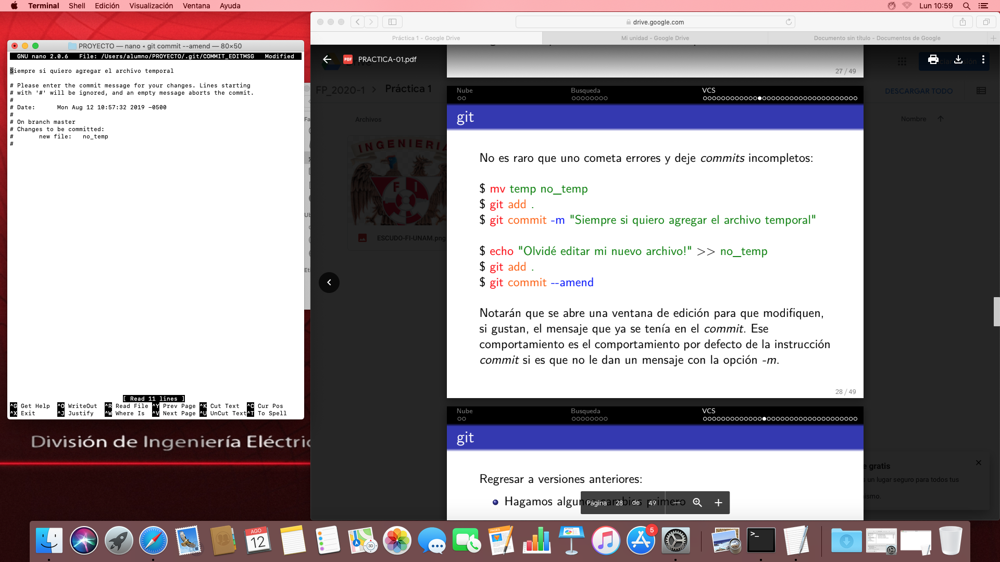 Terminal Shell Edición Visualización Ventana Ayuda
Lun 10:59
PROYECTO — nano ◂ git commit --amend — 80×50
GNU nano 2.0.6 File: /Users/alumno/PROYECTO/.git/COMMIT_EDITMSG Modified
Siempre si quiero agregar el archivo temporal
# Please enter the commit message for your changes. Lines starting
# with '#' will be ignored, and an empty message aborts the commit.
#
# Date: Mon Aug 12 10:57:32 2019 -0500
#
# On branch master
# Changes to be committed:
# new file: no_temp
#
[ Read 11 lines ]
^G Get Help ^O WriteOut ^R Read File ^Y Prev Page ^K Cut Text ^C Cur Pos
^X Exit ^J Justify ^W Where Is ^V Next Page ^U UnCut Text ^T To Spell
División de Ingeniería Eléctric
drive.google.com
Práctica 1 - Google Drive
Mi unidad - Google Drive
Documento sin título - Documentos de Google
PDF PRACTICA-01.pdf
FP_2020-1 > Práctica 1
DESCARGAR TODO
Archivos
Nombre
INGENIERIA
F I
ESCUDO-FI-UNAM.png
27 / 49
Nube Busqueda VCS
git
No es raro que uno cometa errores y deje commits incompletos:
$ mv temp no_temp
$ git add .
$ git commit -m "Siempre si quiero agregar el archivo temporal"
$ echo "Olvidé editar mi nuevo archivo!" >> no_temp
$ git add .
$ git commit --amend
Notarán que se abre una ventana de edición para que modifiquen,
si gustan, el mensaje que ya se tenía en el commit. Ese
comportamiento es el comportamiento por defecto de la instrucción
commit si es que no le dan un mensaje con la opción -m.
28 / 49
Nube Busqueda VCS
git
Regresar a versiones anteriores:
Hagamos algunos cambios primero
Página 28 de 49
e gratis
s un lugar seguro para todos tus
ismo.
AGO
12
3D
PAGES
5
>_